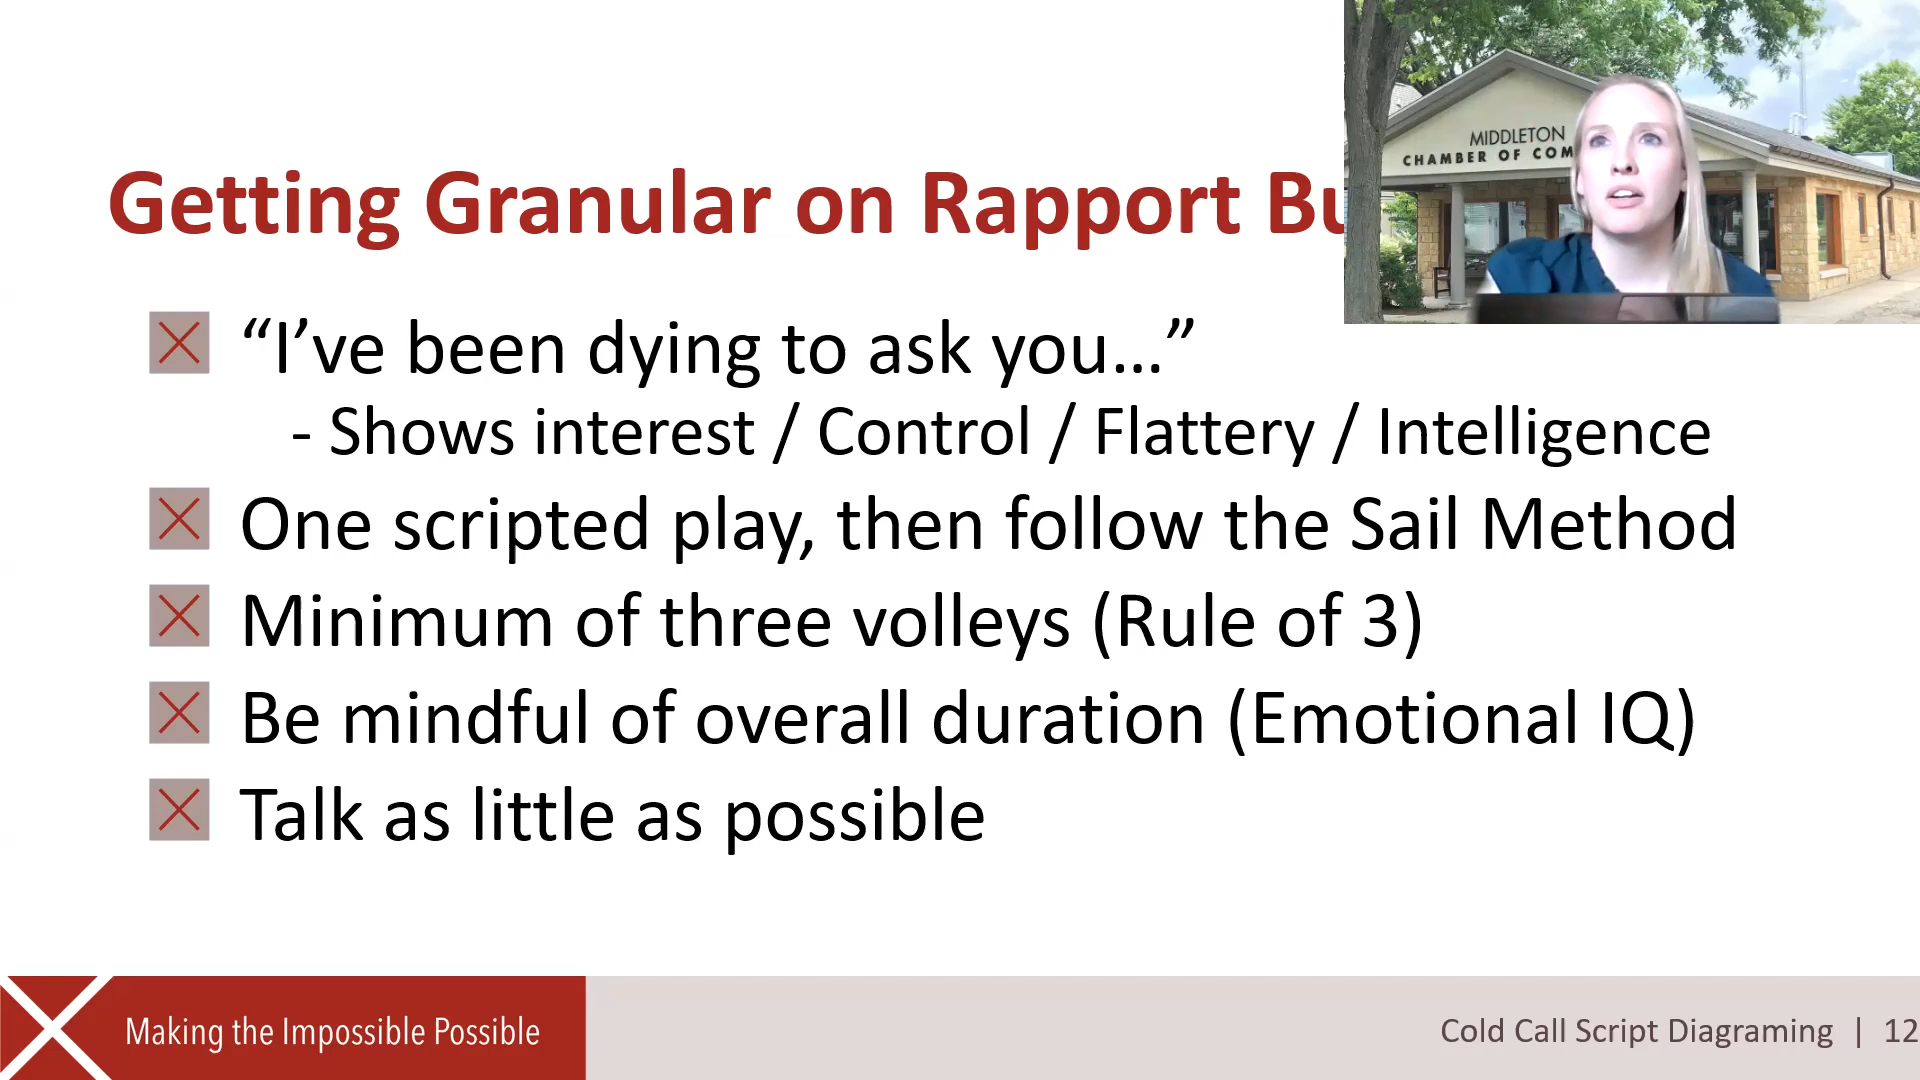 MIDDLETON
CHAMBER OF COM
Getting Granular on Rapport Bu
“I’ve been dying to ask you...”
- Shows interest / Control / Flattery / Intelligence
One scripted play, then follow the Sail Method
Minimum of three volleys (Rule of 3)
Be mindful of overall duration (Emotional IQ)
Talk as little as possible
Making the Impossible Possible
Cold Call Script Diagraming | 12